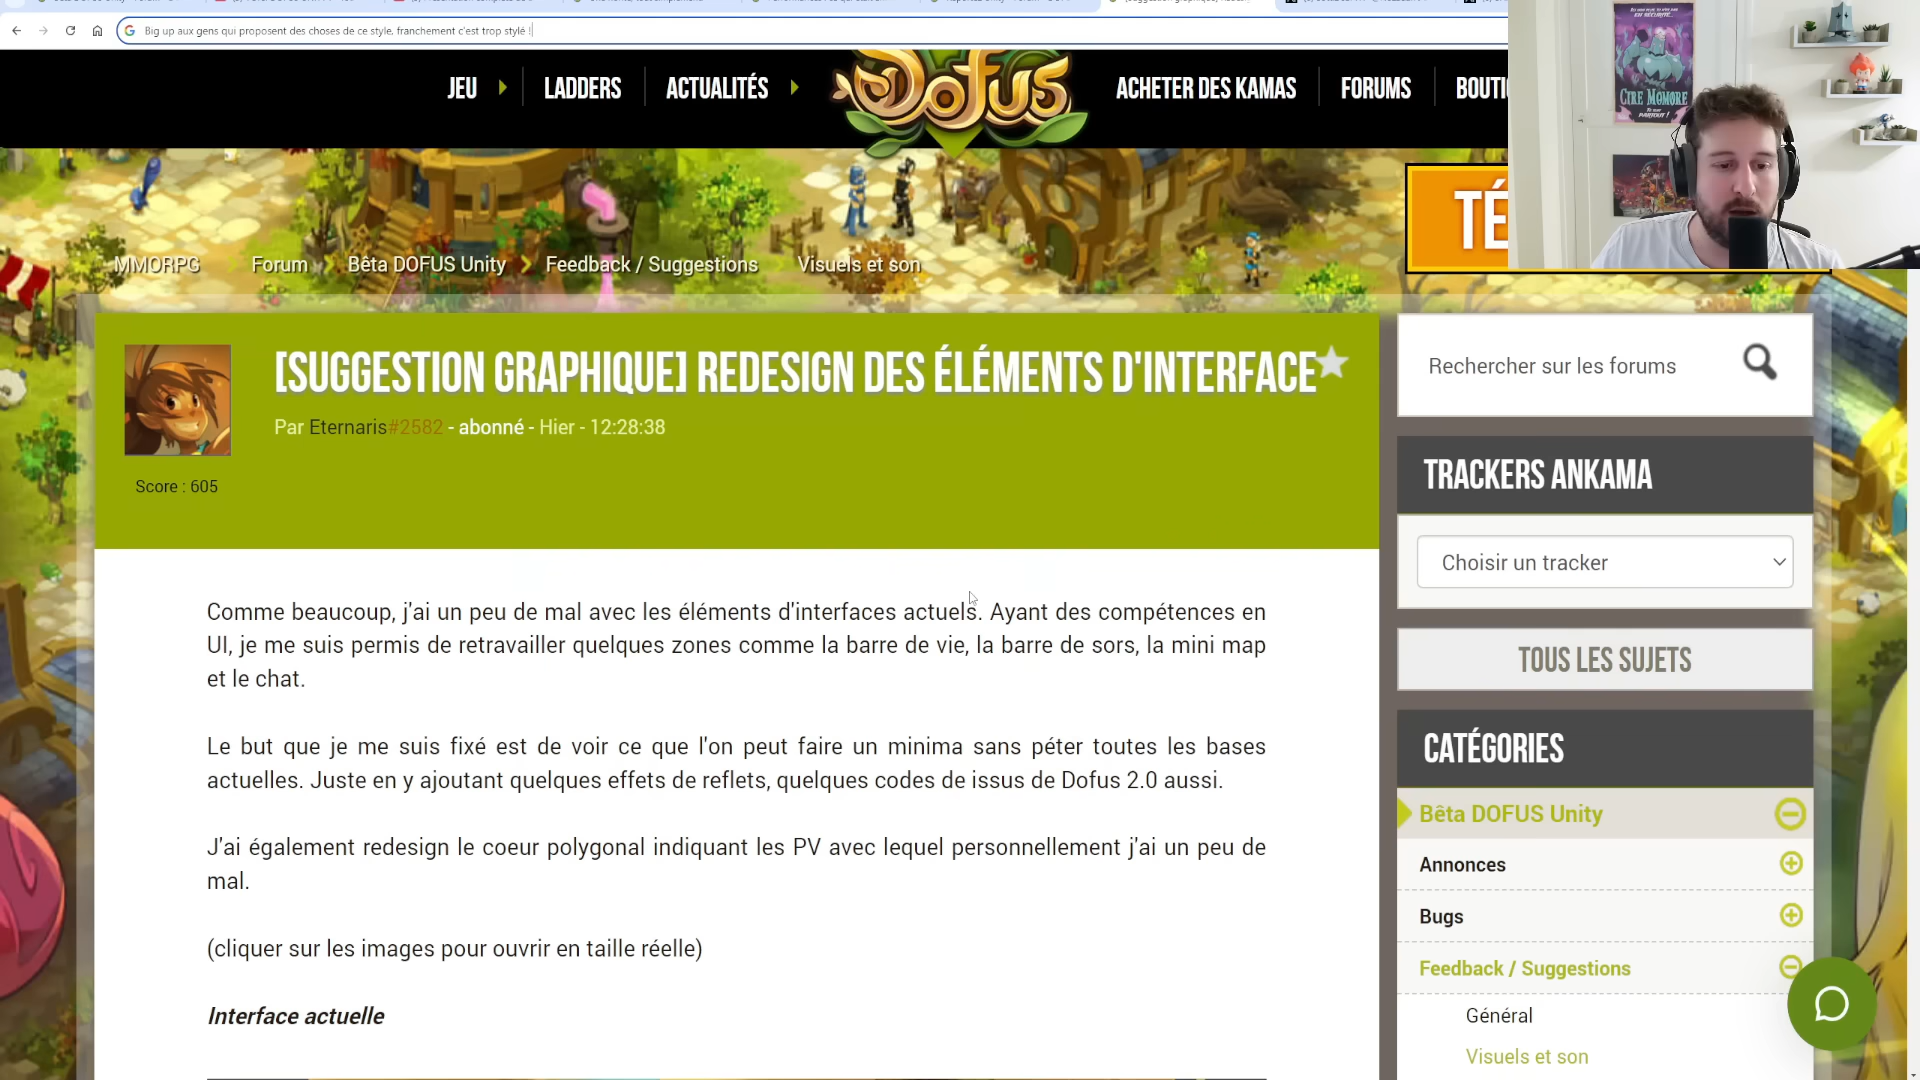 Big up aux gens qui proposent des choses de ce style, franchement c'est trop stylé !
JEU
LADDERS
ACTUALITÉS
DOFUS
ACHETER DES KAMAS
FORUMS
BOUTI
CIRE MOMORE
PARTOUT !
TÉ
MMORPG
Forum
Bêta DOFUS Unity
Feedback / Suggestions
Visuels et son
[SUGGESTION GRAPHIQUE] REDESIGN DES ÉLÉMENTS D'INTERFACE
Par Eternaris#2582 - abonné - Hier - 12:28:38
Score : 605
Comme beaucoup, j'ai un peu de mal avec les éléments d'interfaces actuels. Ayant des compétences en
UI, je me suis permis de retravailler quelques zones comme la barre de vie, la barre de sors, la mini map
et le chat.
Le but que je me suis fixé est de voir ce que l'on peut faire un minima sans péter toutes les bases
actuelles. Juste en y ajoutant quelques effets de reflets, quelques codes de issus de Dofus 2.0 aussi.
J'ai également redesign le coeur polygonal indiquant les PV avec lequel personnellement j'ai un peu de
mal.
(cliquer sur les images pour ouvrir en taille réelle)
Interface actuelle
Rechercher sur les forums
TRACKERS ANKAMA
Choisir un tracker
TOUS LES SUJETS
CATÉGORIES
Bêta DOFUS Unity
Annonces
Bugs
Feedback / Suggestions
Général
Visuels et son